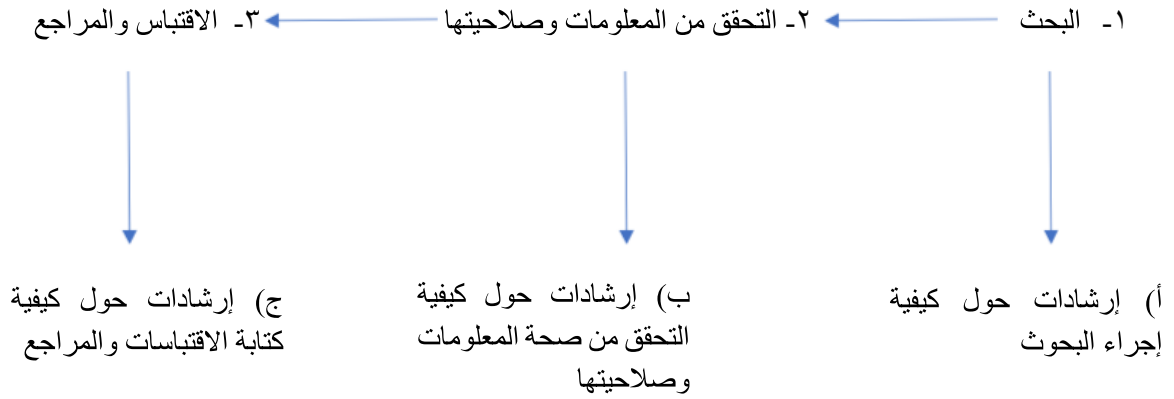 ١- البحث
٢- التحقق من المعلومات وصلاحيتها
٣- الاقتباس والمراجع
أ) إرشادات حول كيفية
إجراء البحوث
ب) إرشادات حول كيفية
التحقق من صحة المعلومات
وصلاحيتها
ج) إرشادات حول كيفية
كتابة الاقتباسات والمراجع